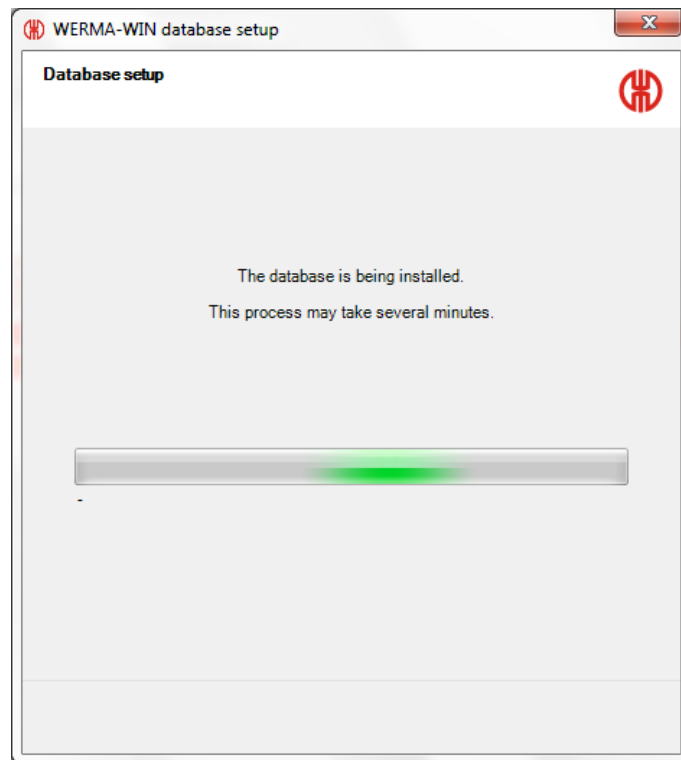 WERMA-WIN database setup
Database setup
The database is being installed.
This process may take several minutes.
-